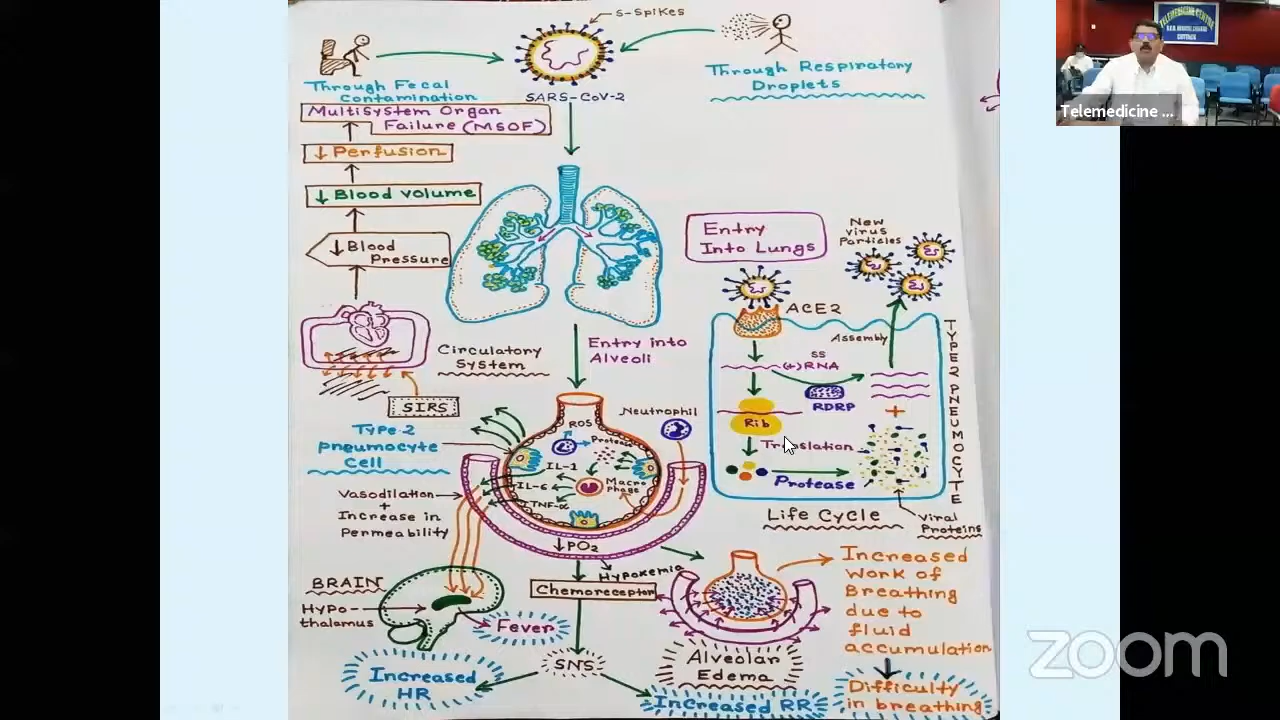 S-Spikes
Through Fecal
Contamination
SARS-CoV-2
Through Respiratory
Droplets
Multisystem Organ
Failure (MSOF)
↓ Perfusion
↓ Blood volume
↓ Blood
Pressure
Circulatory
System
SIRS
Entry into
Alveoli
Entry
Into Lungs
New
virus
Particles
ACE2
Assembly
SS
(+)RNA
RDRP
Rib
Translation
Protease
+
Viral
Proteins
TYPE 2 PNEUMOCYTE
Life Cycle
Type-2
pneumocyte
Cell
Neutrophil
ROS
Protease
IL-1
IL-6
TNF-α
Macro
phage
Vasodilation
+
Increase in
Permeability
↓PO2
Hypoxemia
Chemoreceptor
BRAIN
Hypo-
thalamus
Fever
SNS
Increased
HR
Increased RR
Alveolar
Edema
Increased
Work of
Breathing
due to
fluid
accumulation
Difficulty
in breathing
TELEMEDICINE CENTRE
Telemedicine ...
zoom